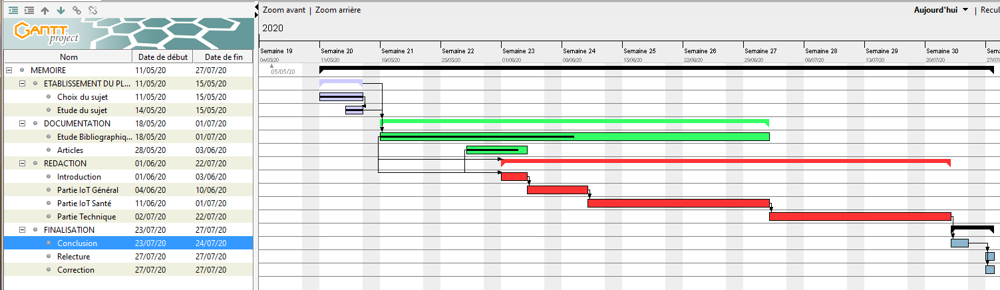 Zoom avant | Zoom arrière
Aujourd'hui | Recul
GANTT
project
2020
Nom Date de début Date de fin
Semaine 19 Semaine 20 Semaine 21 Semaine 22 Semaine 23 Semaine 24 Semaine 25 Semaine 26 Semaine 27 Semaine 28 Semaine 29 Semaine 30 Sema
04/05/20 11/05/20 18/05/20 25/05/20 01/06/20 08/06/20 15/06/20 22/06/20 29/06/20 06/07/20 13/07/20 20/07/20 27/07/
05/05/20
MEMOIRE 11/05/20 27/07/20
ETABLISSEMENT DU PL... 11/05/20 15/05/20
Choix du sujet 11/05/20 15/05/20
Etude du sujet 14/05/20 15/05/20
DOCUMENTATION 18/05/20 01/07/20
Etude Bibliographiq... 18/05/20 01/07/20
Articles 28/05/20 03/06/20
REDACTION 01/06/20 22/07/20
Introduction 01/06/20 03/06/20
Partie IoT Général 04/06/20 10/06/20
Partie IoT Santé 11/06/20 01/07/20
Partie Technique 02/07/20 22/07/20
FINALISATION 23/07/20 27/07/20
Conclusion 23/07/20 24/07/20
Relecture 27/07/20 27/07/20
Correction 27/07/20 27/07/20